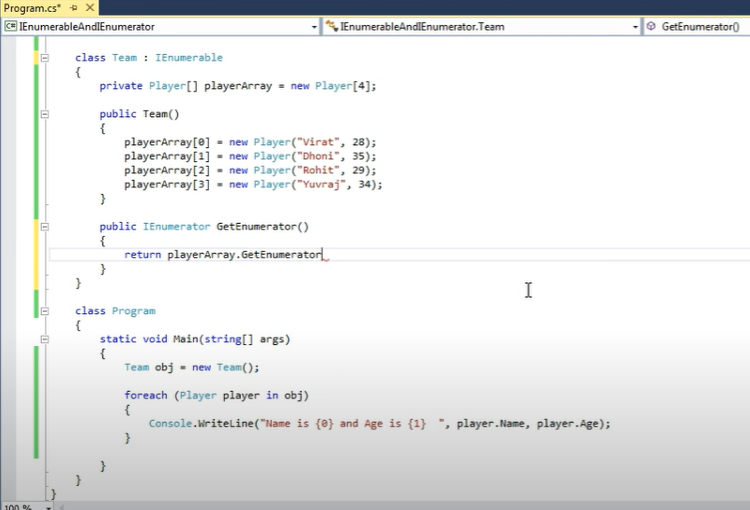 Program.cs*
IEnumerableAndIEnumerator IEnumerableAndIEnumerator.Team GetEnumerator()
class Team : IEnumerable
{
private Player[] playerArray = new Player[4];
public Team()
{
playerArray[0] = new Player("Virat", 28);
playerArray[1] = new Player("Dhoni", 35);
playerArray[2] = new Player("Rohit", 29);
playerArray[3] = new Player("Yuvraj", 34);
}
public IEnumerator GetEnumerator()
{
return playerArray.GetEnumerator
}
}
class Program
{
static void Main(string[] args)
{
Team obj = new Team();
foreach (Player player in obj)
{
Console.WriteLine("Name is {0} and Age is {1}  ", player.Name, player.Age);
}
}
}
}
100 %